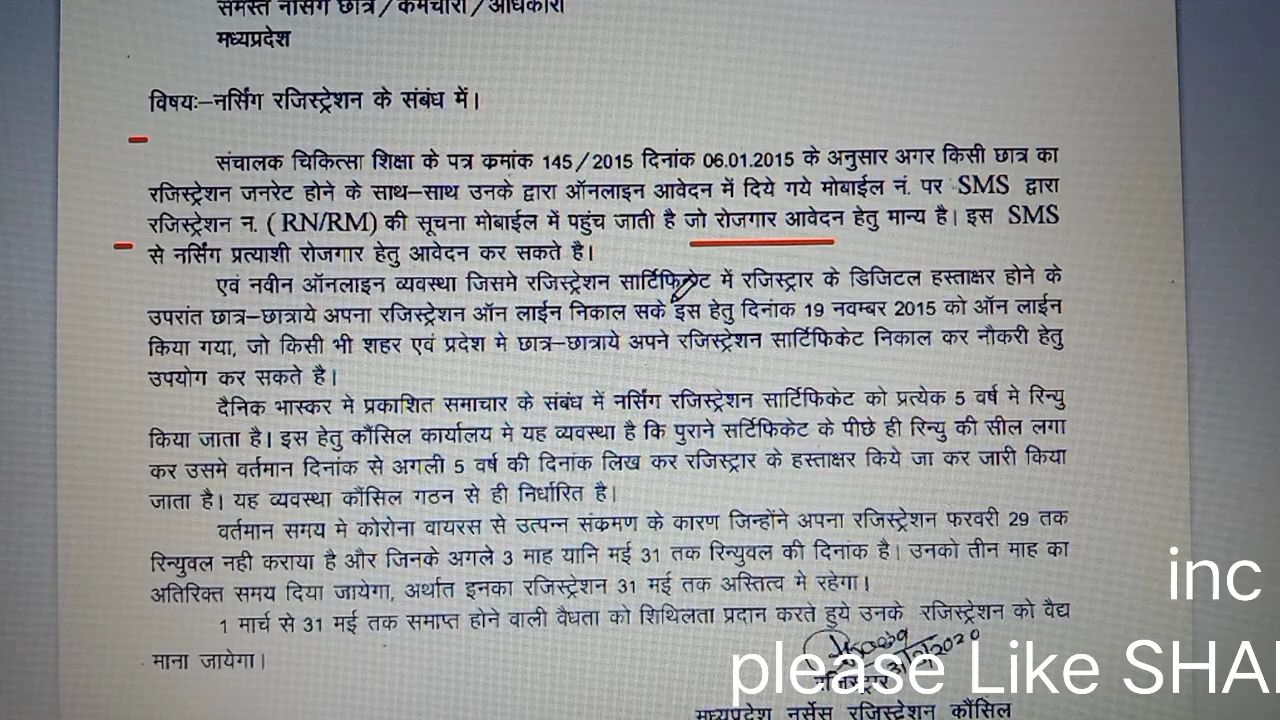 समस्त नर्सिंग छात्र/कर्मचारी/अधिकारी
मध्यप्रदेश
विषयः–नर्सिंग रजिस्ट्रेशन के संबंध में।
संचालक चिकित्सा शिक्षा के पत्र क्रमांक 145/2015 दिनांक 06.01.2015 के अनुसार अगर किसी छात्र का
रजिस्ट्रेशन जनरेट होने के साथ–साथ उनके द्वारा ऑनलाइन आवेदन में दिये गये मोबाईल नं. पर SMS द्वारा
रजिस्ट्रेशन न. ( RN/RM) की सूचना मोबाईल में पहुंच जाती है जो रोजगार आवेदन हेतु मान्य है। इस SMS
से नर्सिंग प्रत्याशी रोजगार हेतु आवेदन कर सकते है।
एवं नवीन ऑनलाइन व्यवस्था जिसमे रजिस्ट्रेशन सार्टिफिकेट में रजिस्ट्रार के डिजिटल हस्ताक्षर होने के
उपरांत छात्र–छात्राये अपना रजिस्ट्रेशन ऑन लाईन निकाल सके इस हेतु दिनांक 19 नवम्बर 2015 को ऑन लाईन
किया गया, जो किसी भी शहर एवं प्रदेश मे छात्र–छात्राये अपने रजिस्ट्रेशन सार्टिफिकेट निकाल कर नौकरी हेतु
उपयोग कर सकते है।
दैनिक भास्कर मे प्रकाशित समाचार के संबंध में नर्सिंग रजिस्ट्रेशन सार्टिफिकेट को प्रत्येक 5 वर्ष मे रिन्यु
किया जाता है। इस हेतु कौंसिल कार्यालय मे यह व्यवस्था है कि पुराने सर्टिफिकेट के पीछे ही रिन्यु की सील लगा
कर उसमे वर्तमान दिनांक से अगली 5 वर्ष की दिनांक लिख कर रजिस्ट्रार के हस्ताक्षर किये जा कर जारी किया
जाता है। यह व्यवस्था कौंसिल गठन से ही निर्धारित है।
वर्तमान समय मे कोरोना वायरस से उत्पन्न संक्रमण के कारण जिन्होंने अपना रजिस्ट्रेशन फरवरी 29 तक
रिन्युवल नही कराया है और जिनके अगले 3 माह यानि मई 31 तक रिन्युवल की दिनांक है। उनको तीन माह का
अतिरिक्त समय दिया जायेगा, अर्थात इनका रजिस्ट्रेशन 31 मई तक अस्तित्व मे रहेगा।
1 मार्च से 31 मई तक समाप्त होने वाली वैधता को शिथिलता प्रदान करते हुये उनके रजिस्ट्रेशन को वैद्य
माना जायेगा।
रजिस्ट्रार
मध्यप्रदेश नर्सेस रजिस्ट्रेशन कौंसिल
inc
please Like SHA